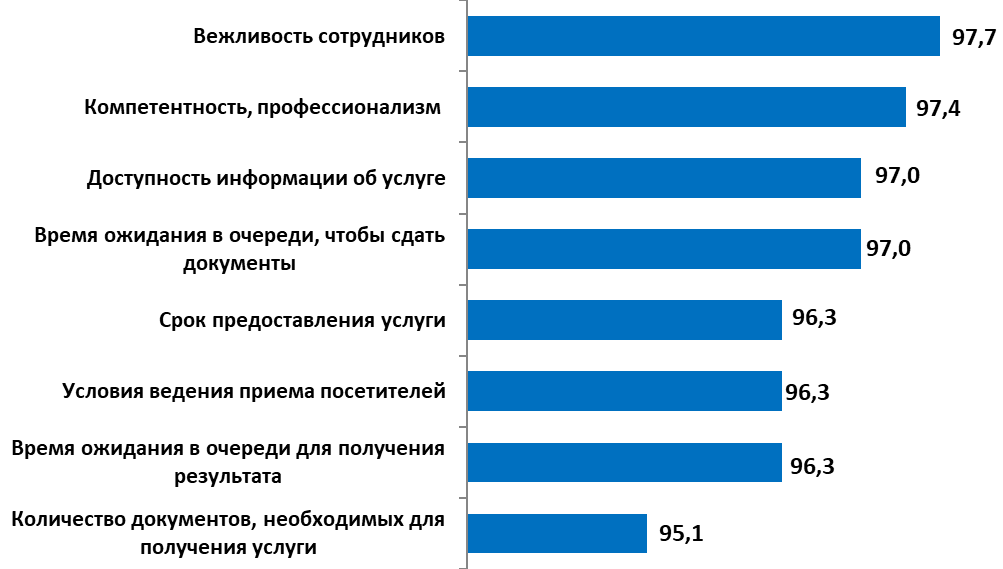 Вежливость сотрудников
97,7
Компетентность, профессионализм
97,4
Доступность информации об услуге
97,0
Время ожидания в очереди, чтобы сдать
документы
97,0
Срок предоставления услуги
96,3
Условия ведения приема посетителей
96,3
Время ожидания в очереди для получения
результата
96,3
Количество документов, необходимых для
получения услуги
95,1